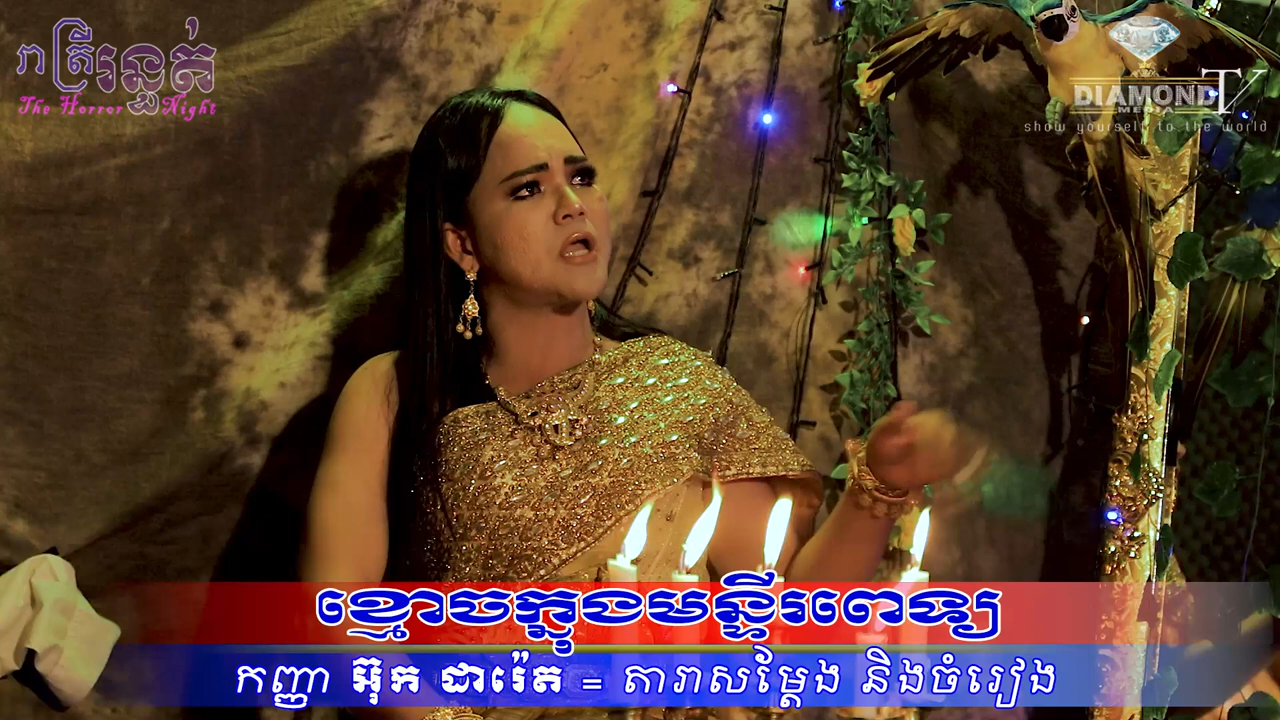 រាត្រីរន្ធត់
The Horror Night
DIAMOND TV
MEDIA
show yourself to the world
ខ្មោចក្នុងមន្ទីរពេទ្យ
កញ្ញា អ៊ុក ដារ៉េត = តារាសម្ដែង និងចំរៀង